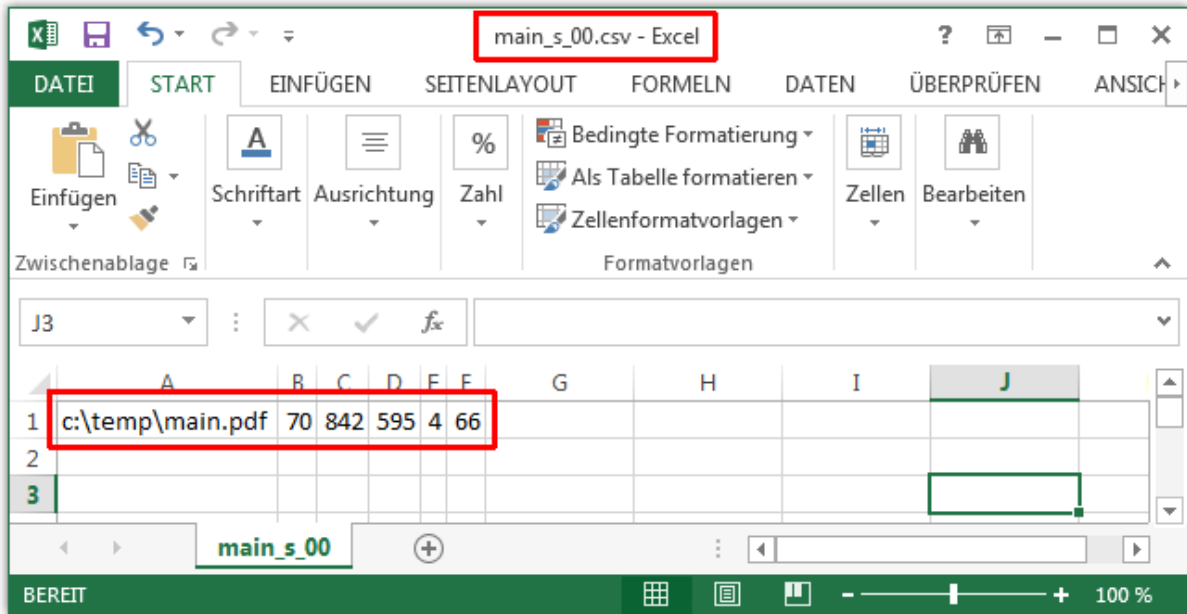 main_s_00.csv - Excel
DATEI START EINFÜGEN SEITENLAYOUT FORMELN DATEN ÜBERPRÜFEN ANSICH
Einfügen
Schriftart Ausrichtung Zahl
Bedingte Formatierung
Als Tabelle formatieren
Zellenformatvorlagen
Zellen Bearbeiten
Zwischenablage Formatvorlagen
J3 fx
A B C D E F G H I J
1 c:\temp\main.pdf 70 842 595 4 66
2
3
main_s_00
BEREIT 100 %